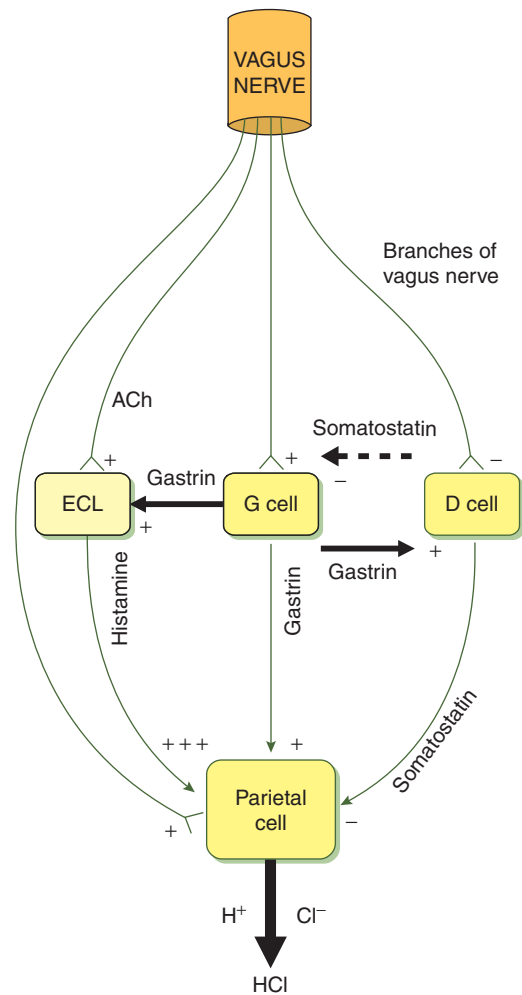 VAGUS
NERVE
Branches of
vagus nerve
ACh
Somatostatin
+
+
−
−
ECL
Gastrin
G cell
D cell
+
+
Gastrin
Histamine
Gastrin
Somatostatin
+++
+
Parietal
cell
+
−
H⁺
Cl⁻
HCl